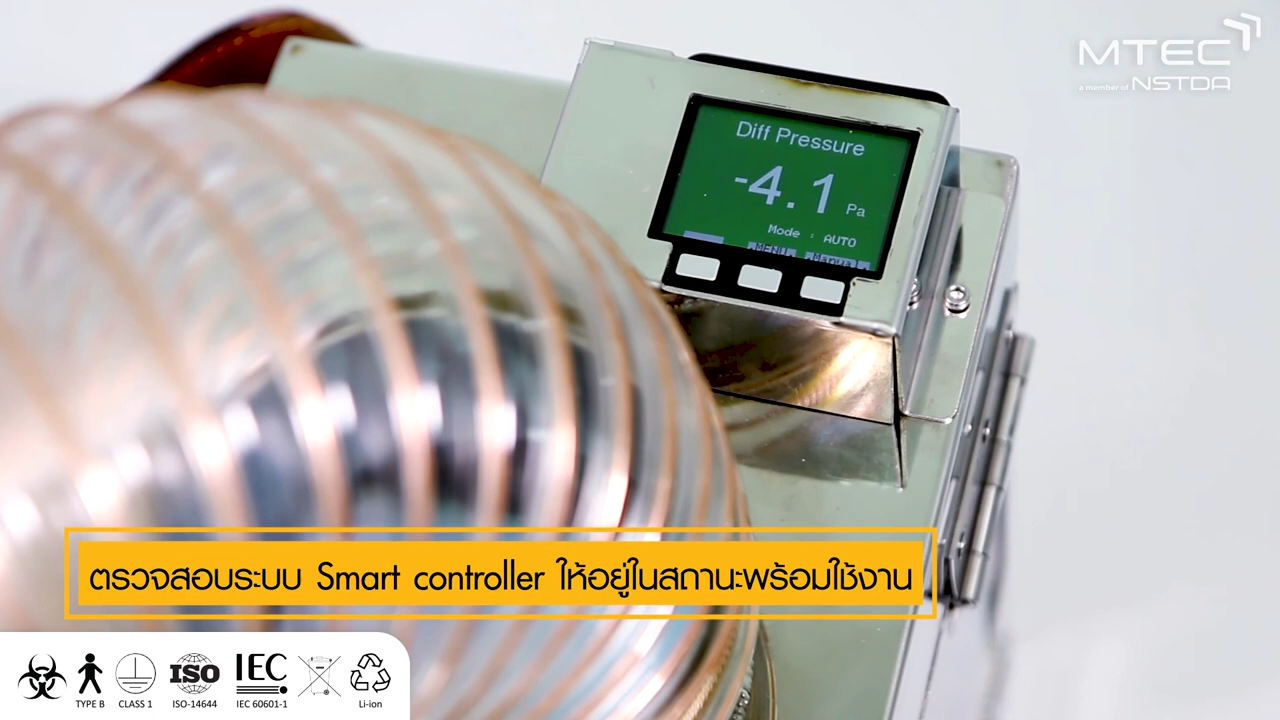 MTEC
a member of NSTDA
Diff Pressure
-4.1 Pa
Mode : AUTO
MENU
ตรวจสอบระบบ Smart controller ให้อยู่ในสถานะพร้อมใช้งาน
ISO
IEC
TYPE B
CLASS 1
ISO-14644
IEC 60601-1
Li-ion